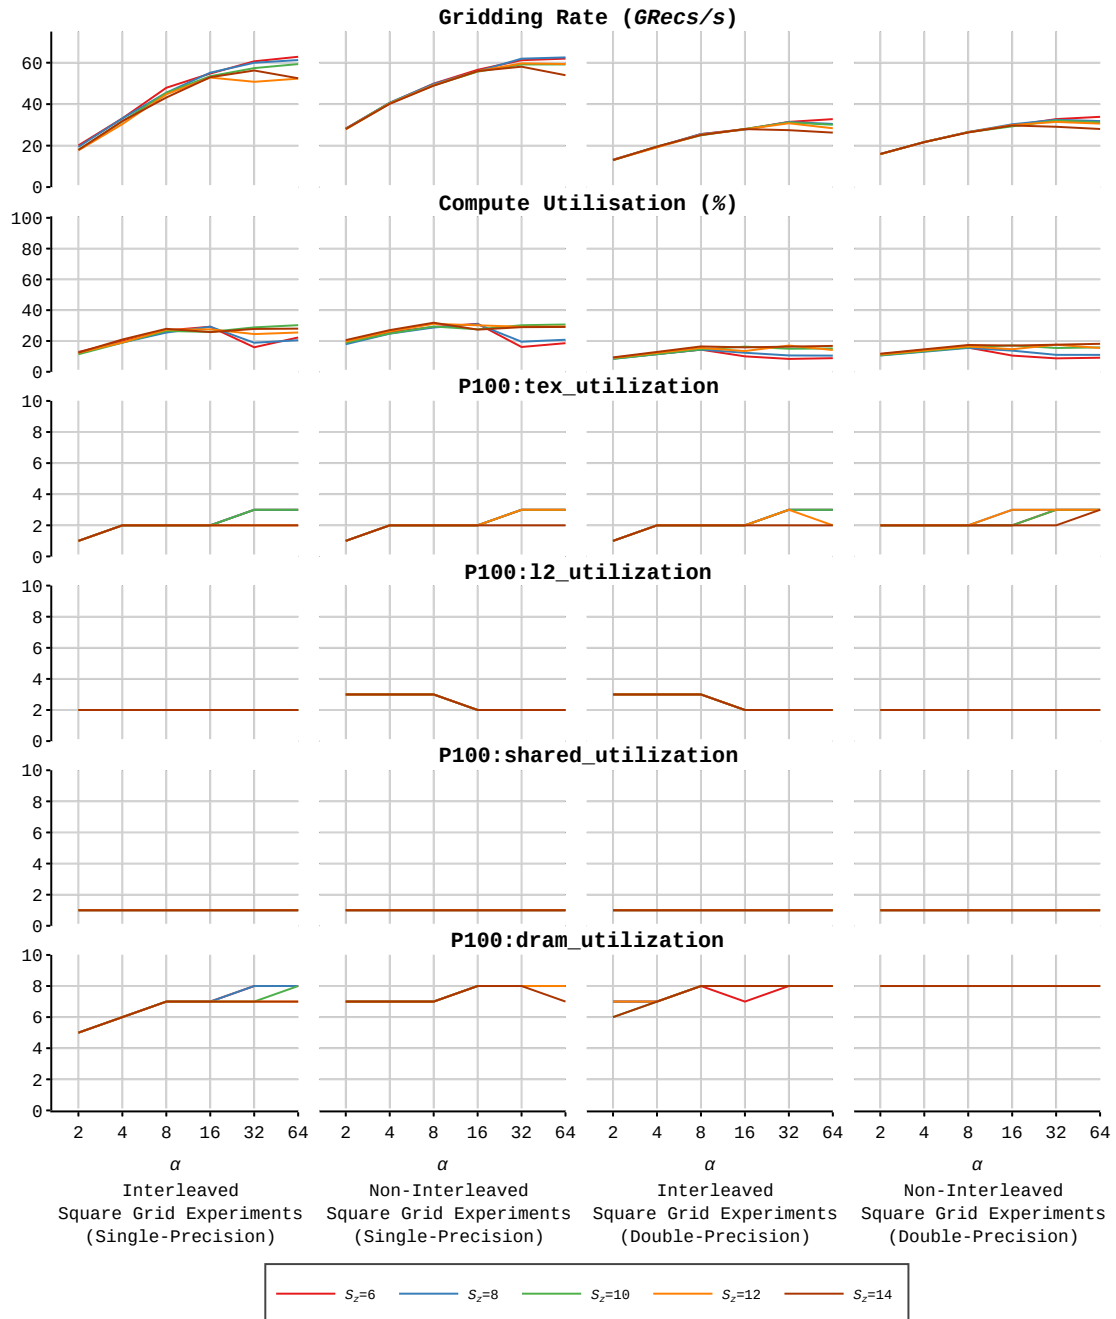 Gridding Rate (GRecs/s)
60
40
20
0
Compute Utilisation (%)
100
80
60
40
20
0
P100:tex_utilization
10
8
6
4
2
0
P100:l2_utilization
10
8
6
4
2
0
P100:shared_utilization
10
8
6
4
2
0
P100:dram_utilization
10
8
6
4
2
0
2 4 8 16 32 64 2 4 8 16 32 64 2 4 8 16 32 64 2 4 8 16 32 64
α α α α
Interleaved Non-Interleaved Interleaved Non-Interleaved
Square Grid Experiments Square Grid Experiments Square Grid Experiments Square Grid Experiments
(Single-Precision) (Single-Precision) (Double-Precision) (Double-Precision)
Sz=6 Sz=8 Sz=10 Sz=12 Sz=14